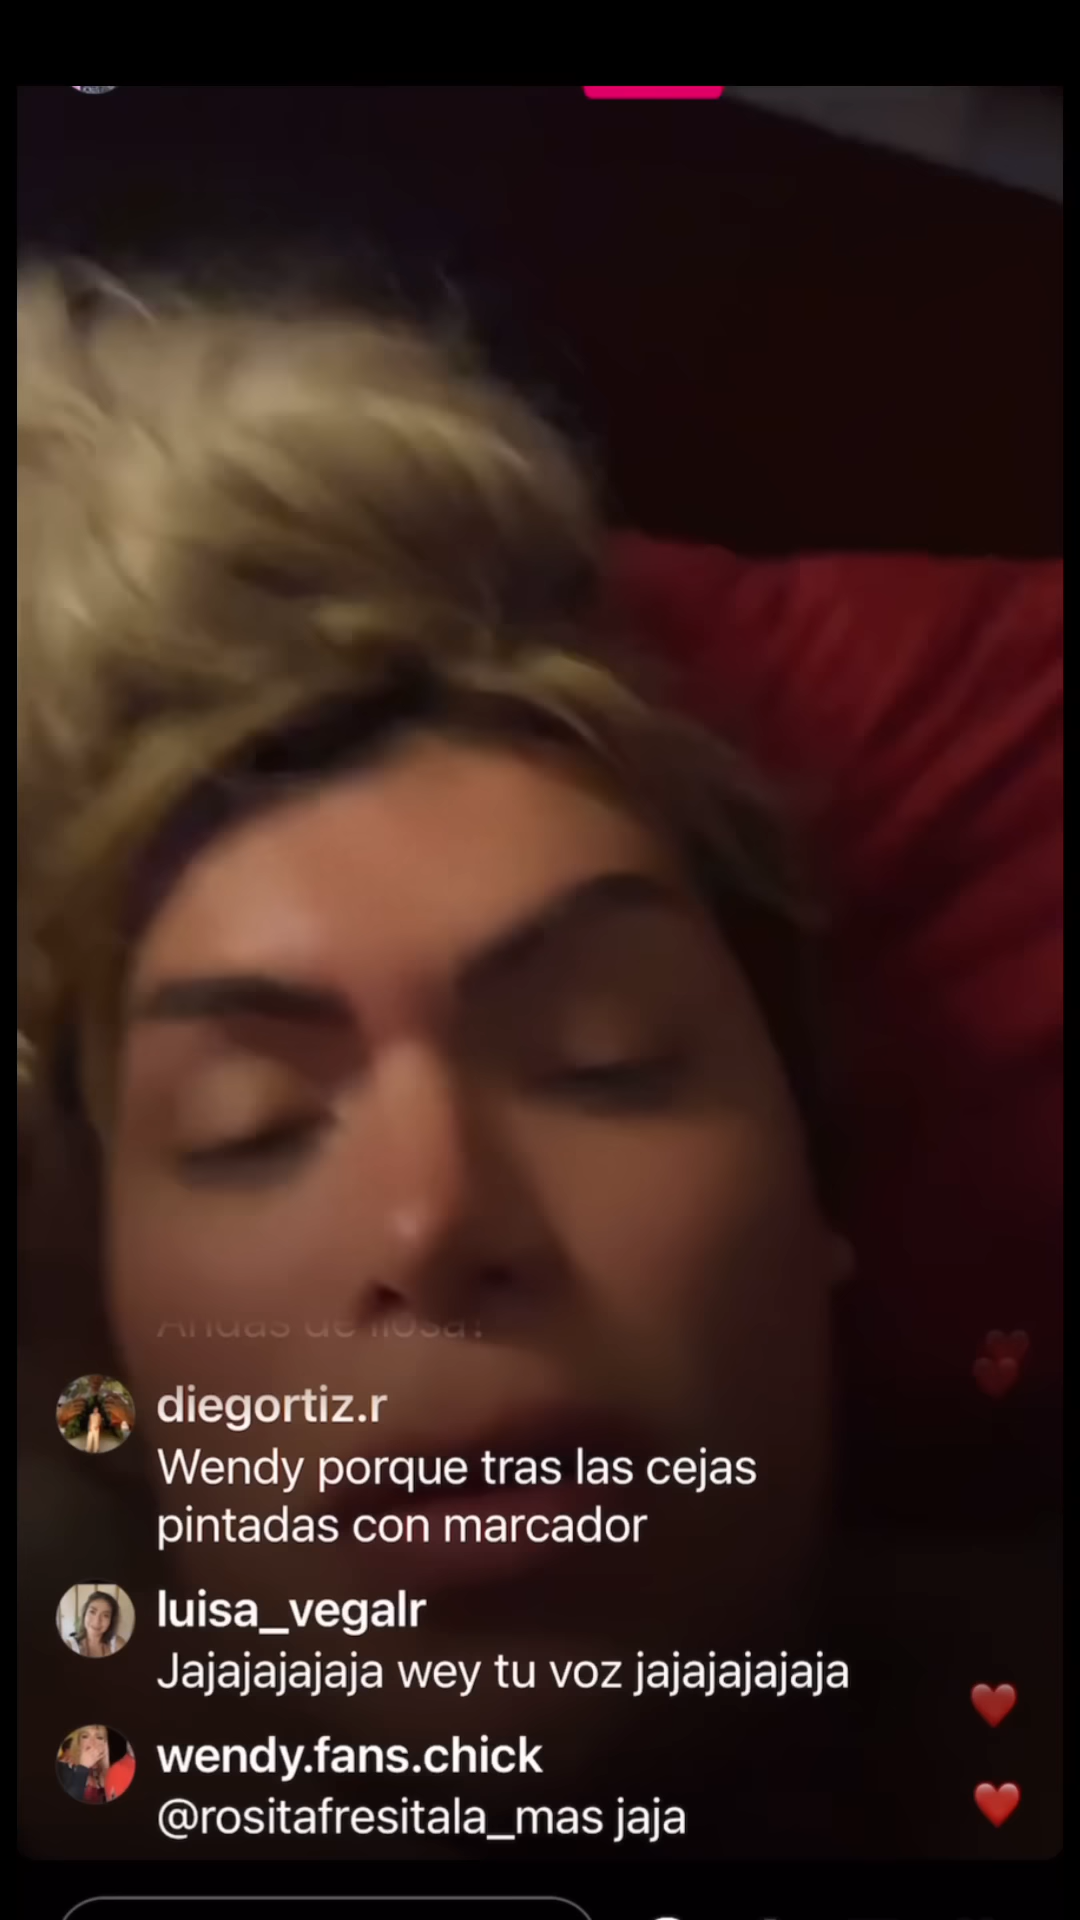 diegortiz.r
Wendy porque tras las cejas
pintadas con marcador
luisa_vegalr
Jajajajajaja wey tu voz jajajajajaja
wendy.fans.chick
@rositafresitala_mas jaja